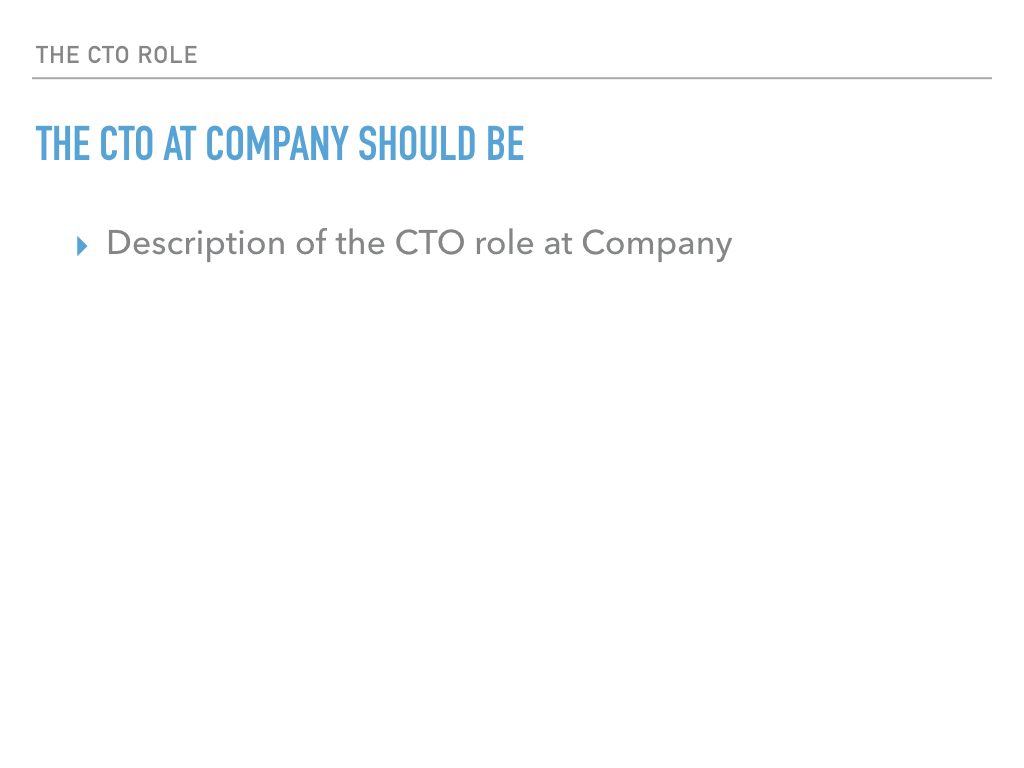 THE CTO ROLE
THE CTO AT COMPANY SHOULD BE
Description of the CTO role at Company